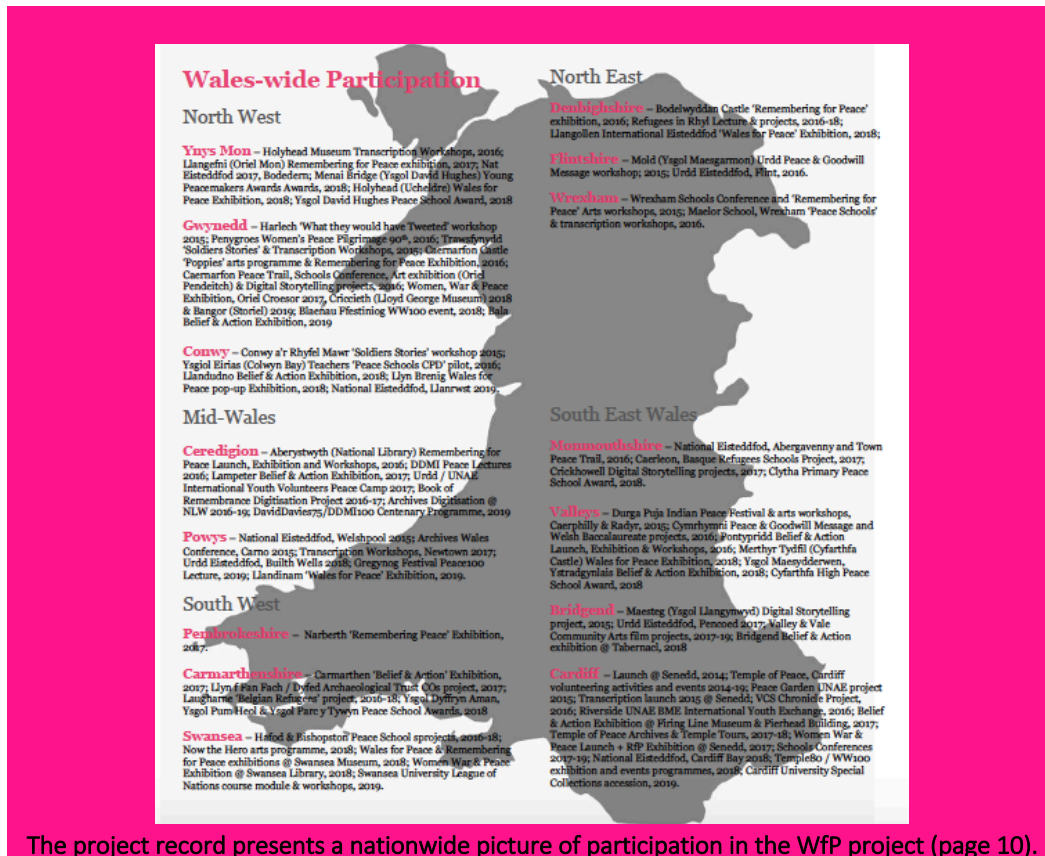 Wales-wide Participation
North West
Ynys Mon – Holyhead Museum Transcription Workshops, 2016;
Llangefni (Oriel Mon) Remembering for Peace exhibition, 2017; Nat
Eisteddfod 2017, Bodedern; Menai Bridge (Ysgol David Hughes) Young
Peacemakers Awards Awards, 2018; Holyhead (Ucheldre) Wales for
Peace Exhibition, 2018; Ysgol David Hughes Peace School Award, 2018
Gwynedd – Harlech 'What they would have Tweeted' workshop
2015; Penygroes Women's Peace Pilgrimage 90th, 2016; Trawsfynydd
'Soldiers Stories' & Transcription Workshops, 2015; Caernarfon Castle
'Poppies' arts programme & Remembering for Peace Exhibition, 2016;
Caernarfon Peace Trail, Schools Conference, Art exhibition (Oriel
Pendeitch) & Digital Storytelling projects, 2016; Women, War & Peace
Exhibition, Oriel Croesor 2017, Criccieth (Lloyd George Museum) 2018
& Bangor (Storiel) 2019; Blaenau Ffestiniog WW100 event, 2018; Bala
Belief & Action Exhibition, 2019
Conwy – Conwy a'r Rhyfel Mawr 'Soldiers Stories' workshop 2015;
Ysgiol Eirias (Colwyn Bay) Teachers 'Peace Schools CPD' pilot, 2016;
Llandudno Belief & Action Exhibition, 2018; Llyn Brenig Wales for
Peace pop-up Exhibition, 2018; National Eisteddfod, Llanrwst 2019.
Mid-Wales
Ceredigion – Aberystwyth (National Library) Remembering for
Peace Launch, Exhibition and Workshops, 2016; DDMI Peace Lectures
2016; Lampeter Belief & Action Exhibition, 2017; Urdd / UNAE
International Youth Volunteers Peace Camp 2017; Book of
Remembrance Digitisation Project 2016-17; Archives Digitisation @
NLW 2016-19; DavidDavies75/DDMI100 Centenary Programme, 2019
Powys – National Eisteddfod, Welshpool 2015; Archives Wales
Conference, Carno 2015; Transcription Workshops, Newtown 2017;
Urdd Eisteddfod, Builth Wells 2018; Gregynog Festival Peace100
Lecture, 2019; Llandinam 'Wales for Peace' Exhibition, 2019.
South West
Pembrokeshire – Narberth 'Remembering Peace' Exhibition,
2017.
Carmarthenshire – Carmarthen 'Belief & Action' Exhibition,
2017; Llyn f Fan Fach / Dyfed Archaeological Trust COs project, 2017;
Laugharne 'Belgian Refugees' project, 2016-18; Ysgol Dyffryn Aman,
Ysgol Pum Heol & Ysgol Parc y Tywyn Peace School Awards, 2018
Swansea – Hafod & Bishopston Peace School sprojects, 2016-18;
Now the Hero arts programme, 2018; Wales for Peace & Remembering
for Peace exhibitions @ Swansea Museum, 2018; Women War & Peace
Exhibition @ Swansea Library, 2018; Swansea University League of
Nations course module & workshops, 2019.
North East
Denbighshire – Bodelwyddan Castle 'Remembering for Peace'
exhibition, 2016; Refugees in Rhyl Lecture & projects, 2016-18;
Llangollen International Eisteddfod 'Wales for Peace' Exhibition, 2018;
Flintshire – Mold (Ysgol Maesgarmon) Urdd Peace & Goodwill
Message workshop; 2015; Urdd Eisteddfod, Flint, 2016.
Wrexham – Wrexham Schools Conference and 'Remembering for
Peace' Arts workshops, 2015; Maelor School, Wrexham 'Peace Schools'
& transcription workshops, 2016.
South East Wales
Monmouthshire – National Eisteddfod, Abergavenny and Town
Peace Trail, 2016; Caerleon, Basque Refugees Schools Project, 2017;
Crickhowell Digital Storytelling projects, 2017; Clytha Primary Peace
School Award, 2018.
Valleys – Durga Puja Indian Peace Festival & arts workshops,
Caerphilly & Radyr, 2015; Cymrhymni Peace & Goodwill Message and
Welsh Baccalaureate projects, 2016; Pontypridd Belief & Action
Launch, Exhibition & Workshops, 2016; Merthyr Tydfil (Cyfarthfa
Castle) Wales for Peace Exhibition, 2018; Ysgol Maesydderwen,
Ystradgynlais Belief & Action Exhibition, 2018; Cyfarthfa High Peace
School Award, 2018
Bridgend – Maesteg (Ysgol Llangynwyd) Digital Storytelling
project, 2015; Urdd Eisteddfod, Pencoed 2017; Valley & Vale
Community Arts film projects, 2017-19; Bridgend Belief & Action
exhibition @ Tabernacl, 2018
Cardiff – Launch @ Senedd, 2014; Temple of Peace, Cardiff
volunteering activities and events 2014-19; Peace Garden UNAE project
2015; Transcription launch 2015 @ Senedd; VCS Chronicle Project,
2016; Riverside UNAE BME International Youth Exchange, 2016; Belief
& Action Exhibition @ Firing Line Museum & Pierhead Building, 2017;
Temple of Peace Archives & Temple Tours, 2017-18; Women War &
Peace Launch + RfP Exhibition @ Senedd, 2017; Schools Conferences
2017-19; National Eisteddfod, Cardiff Bay 2018; Temple80 / WW100
exhibition and events programmes, 2018; Cardiff University Special
Collections accession, 2019.
The project record presents a nationwide picture of participation in the WfP project (page 10).